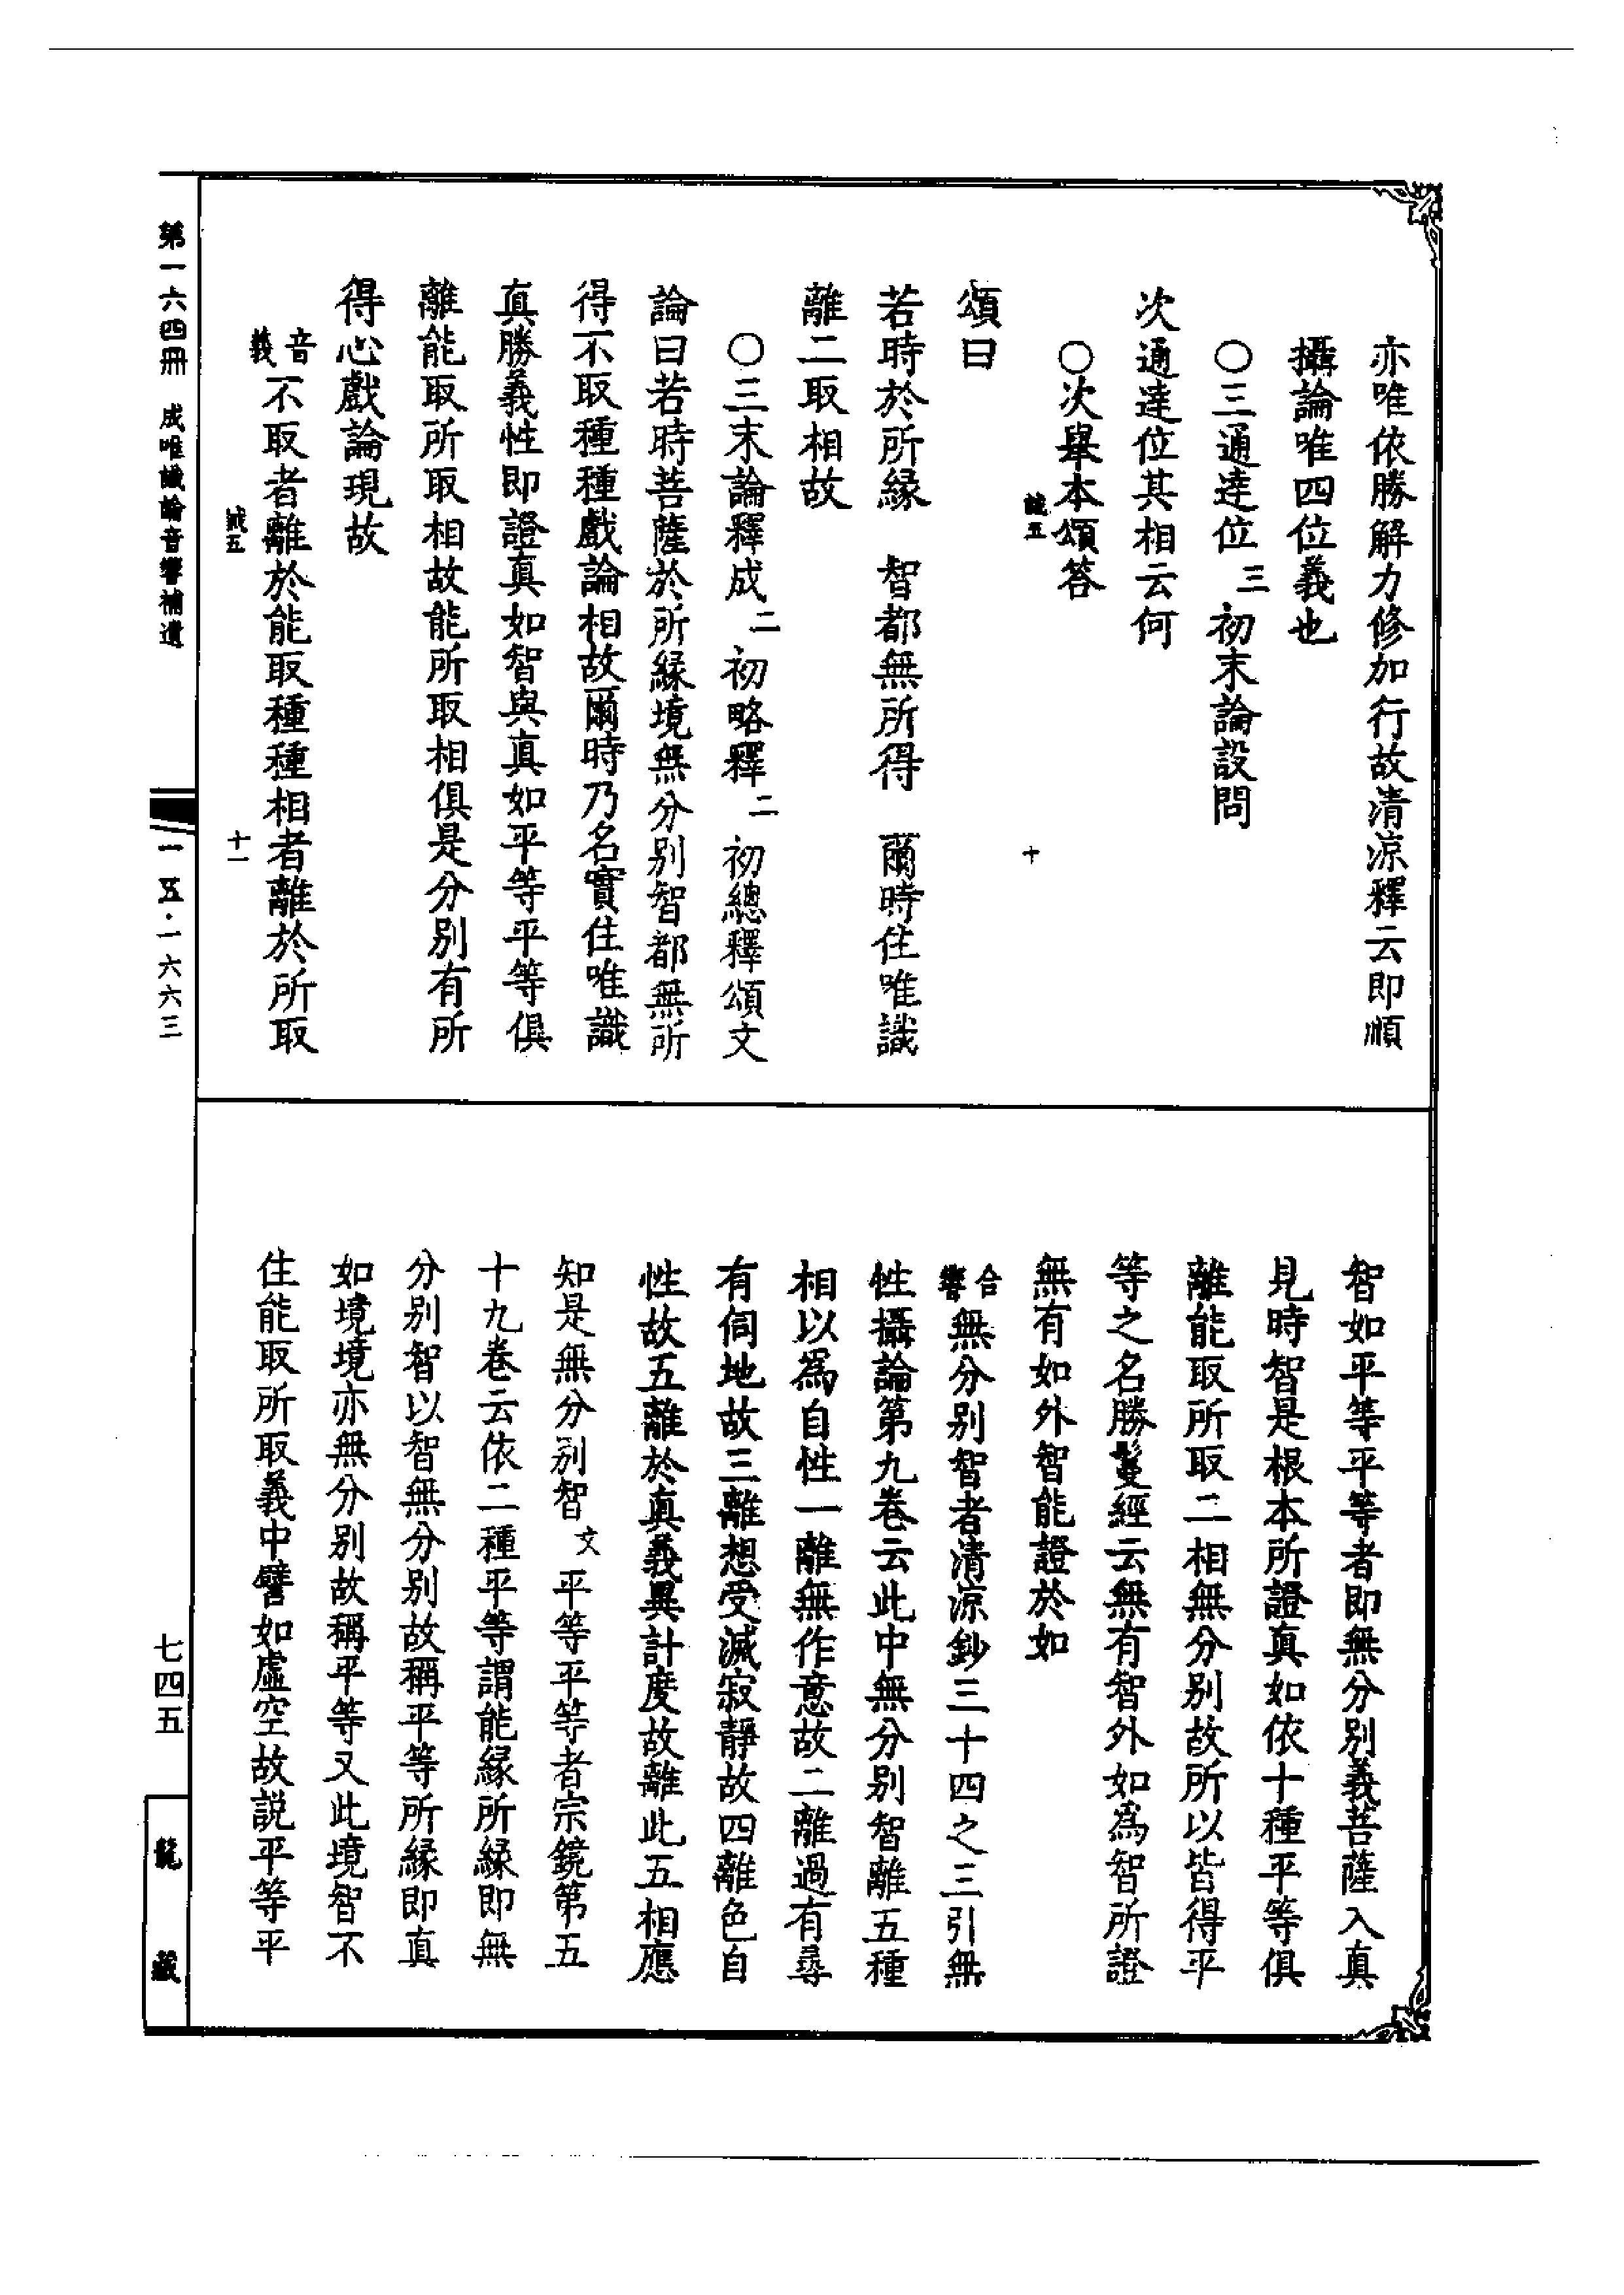 亦唯依勝解力修加行故清凉釋云即順
攝論唯四位義也
○三通達位三初末論設問
次通達位其相云何
○次舉本頌答
誠五 十
頌曰
若時於所緣 智都無所得 爾時住唯識
離二取相故
○三末論釋成二初略釋二初總釋頌文
論曰若時菩薩於所緣境無分別智都無所
得不取種種戲論相故爾時乃名實住唯識
真勝義性即證真如智與真如平等平等俱
離能取所取相故能所取相俱是分別有所
得心戲論現故
音義不取者離於能取種種相者離於所取
誠五 十一
智如平等平等者即無分別義菩薩入真
見時智是根本所證真如依十種平等俱
離能取所取二相無分別故所以皆得平
等之名勝鬘經云無有智外如為智所證
無有如外智能證於如
合響無分別智者清凉鈔三十四之三引無
性攝論第九卷云此中無分別智離五種
相以為自性一離無作意故二離過有尋
有伺地故三離想受滅寂靜故四離色自
性故五離於真義異計度故離此五相應
知是無分別智文平等平等者宗鏡第五
十九卷云依二種平等謂能緣所緣即無
分別智以智無分別故稱平等所緣即真
如境境亦無分別故稱平等又此境智不
住能取所取義中譬如虛空故説平等平
第一六四冊 成唯識論音響補遺
一五·一六六三
七四五
龍藏